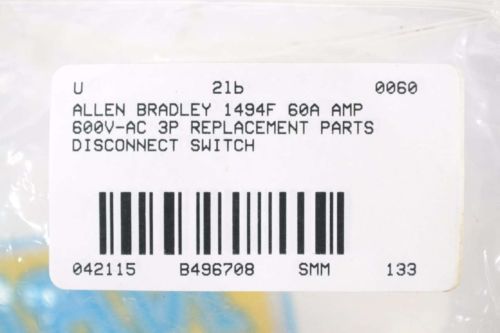 U 21b 0060
ALLEN BRADLEY 1494F 60A AMP
600V-AC 3P REPLACEMENT PARTS
DISCONNECT SWITCH
042115 B496708 SMM 133